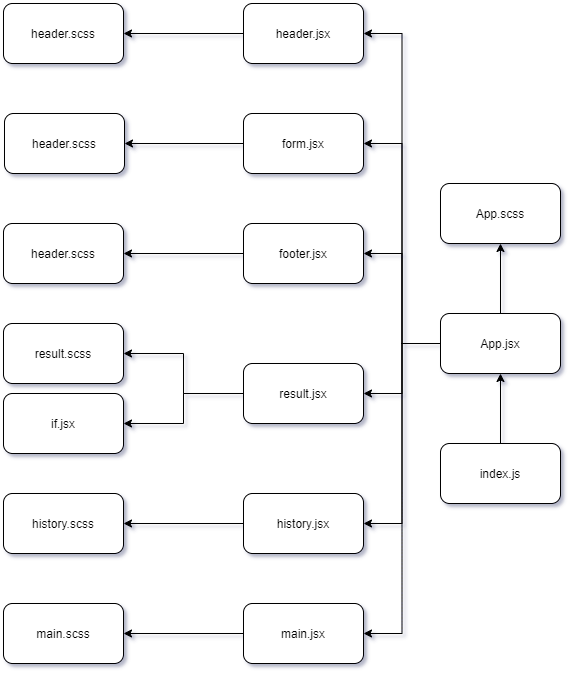 header.scss
header.jsx
header.scss
form.jsx
App.scss
header.scss
footer.jsx
App.jsx
result.scss
result.jsx
if.jsx
index.js
history.scss
history.jsx
main.scss
main.jsx